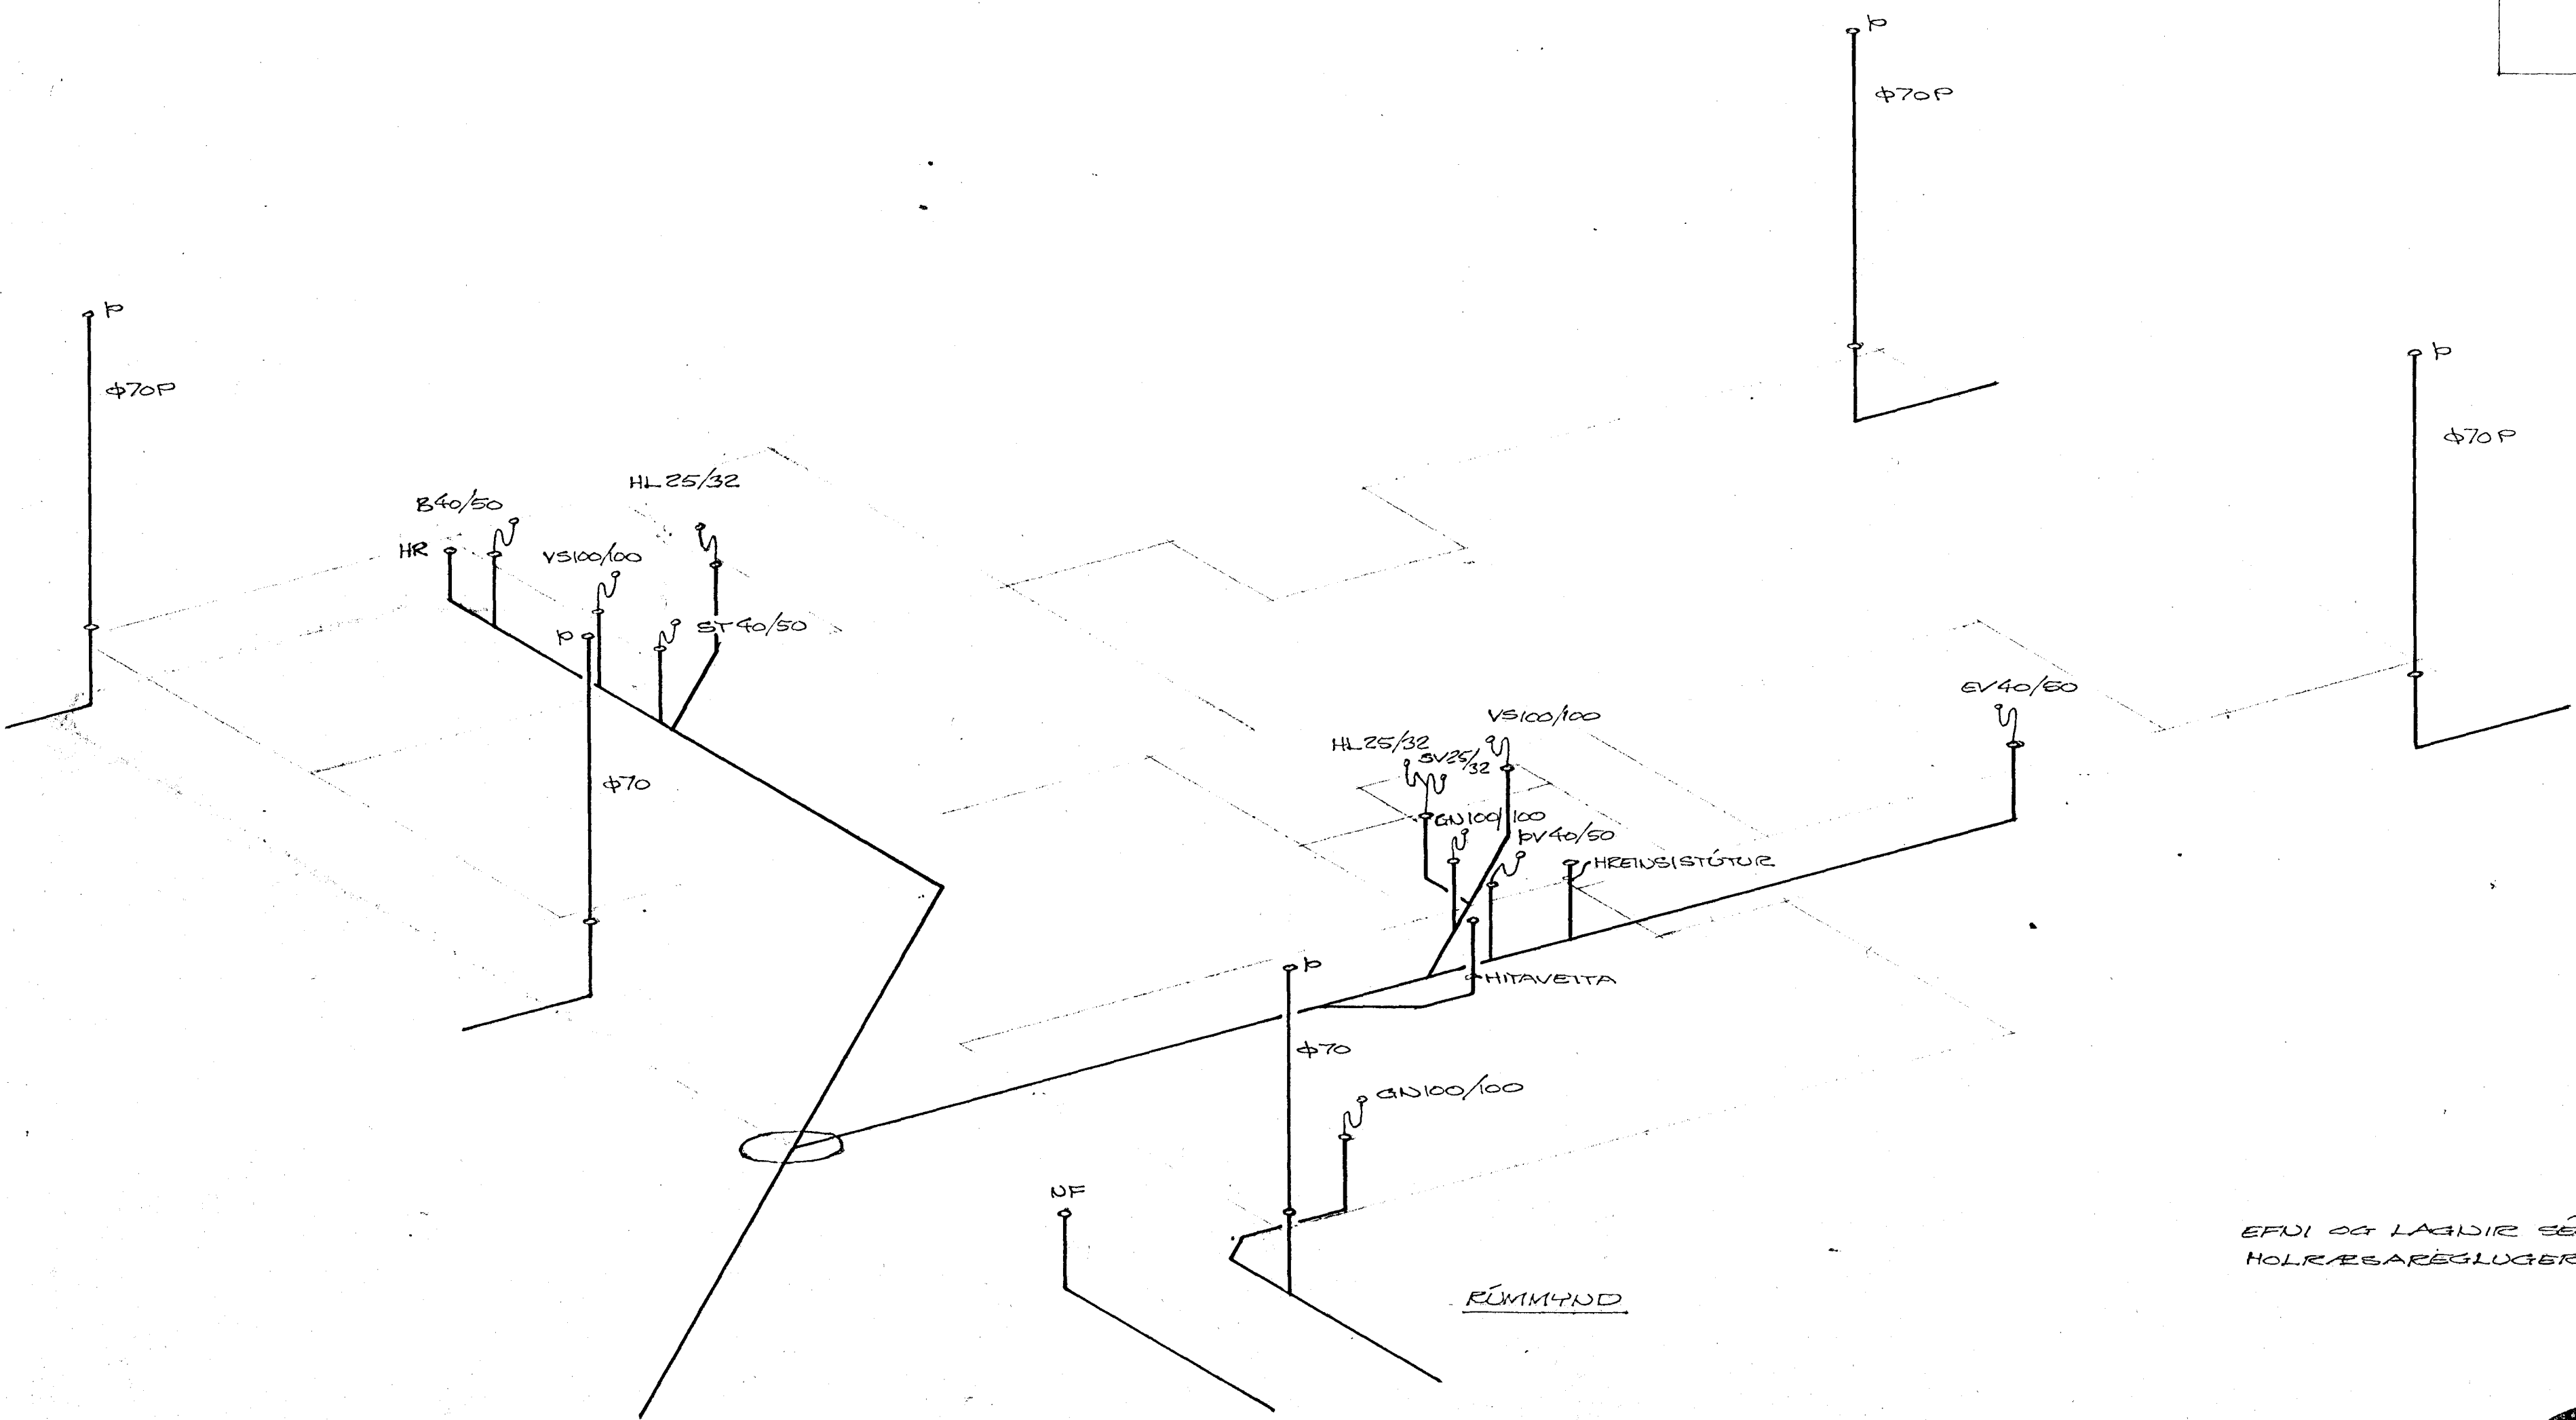 þ
φ70P
þ
φ70P
þ
φ70P
HL25/32
B40/50
HR
VS100/100
þ
ST40/50
φ70
EV40/50
VS100/100
HL25/32
SV25/32
GN100/100
ÞV40/50
HREINSISTÚTUR
þ
HITAVEITA
φ70
GN100/100
NF
RÚMMYND
EFNI OG LAGNIR SÉ
HOLRÆSAREGLUGER